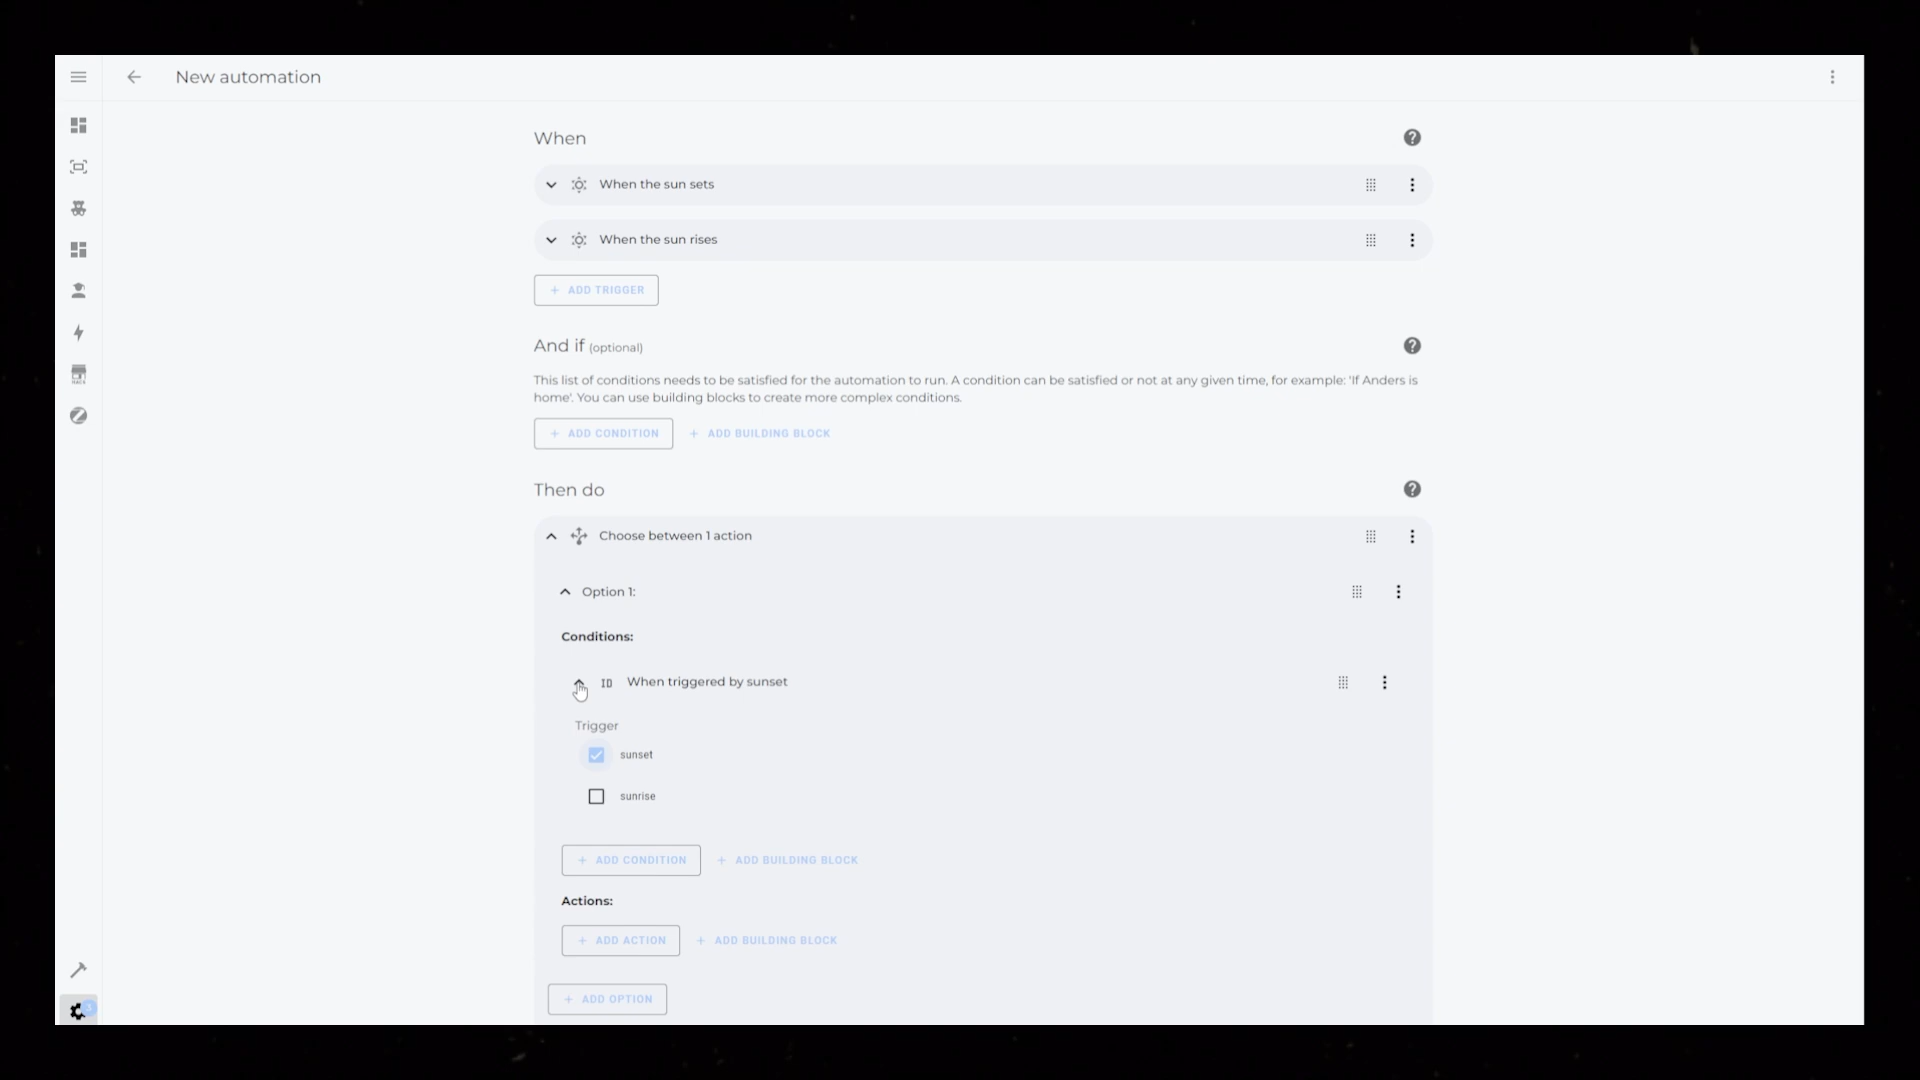 New automation
When
When the sun sets
When the sun rises
+ ADD TRIGGER
And if (optional)
This list of conditions needs to be satisfied for the automation to run. A condition can be satisfied or not at any given time, for example: 'If Anders is
home'. You can use building blocks to create more complex conditions.
+ ADD CONDITION + ADD BUILDING BLOCK
Then do
Choose between 1 action
Option 1:
Conditions:
ID When triggered by sunset
Trigger
sunset
sunrise
+ ADD CONDITION + ADD BUILDING BLOCK
Actions:
+ ADD ACTION + ADD BUILDING BLOCK
+ ADD OPTION